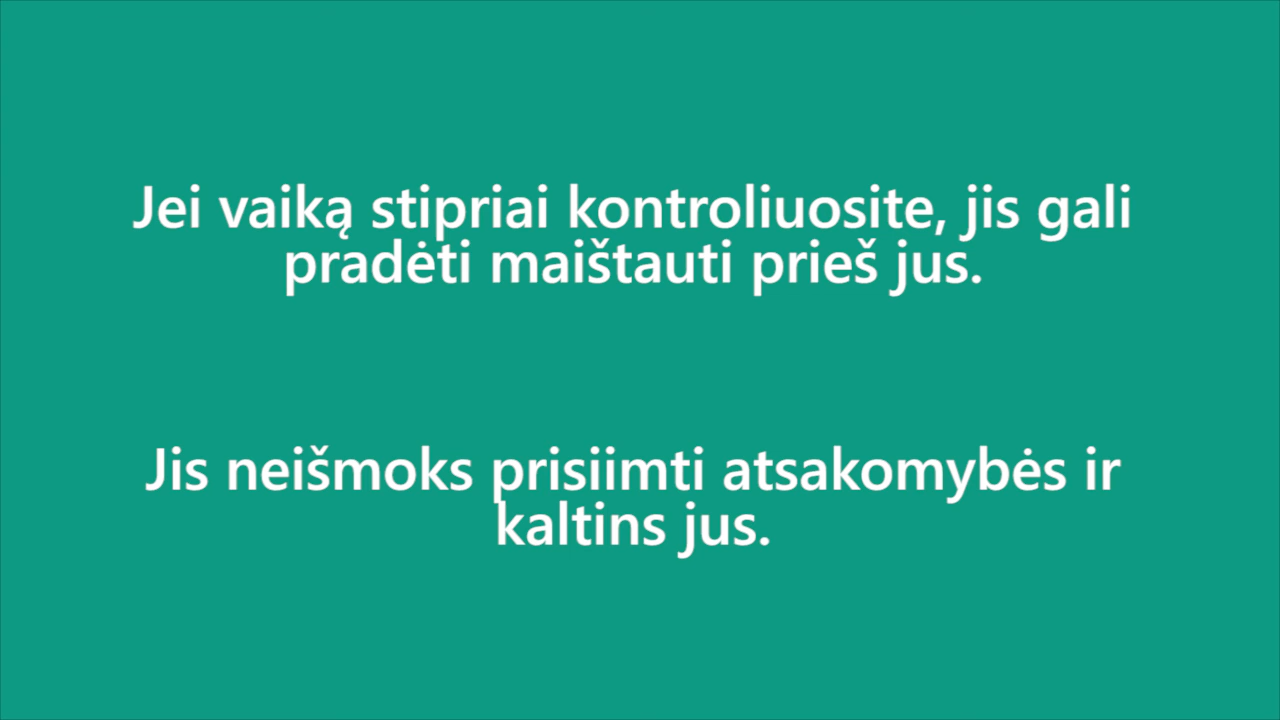 Jei vaiką stipriai kontroliuosite, jis gali
pradėti maištauti prieš jus.
Jis neišmoks prisiimti atsakomybės ir
kaltins jus.